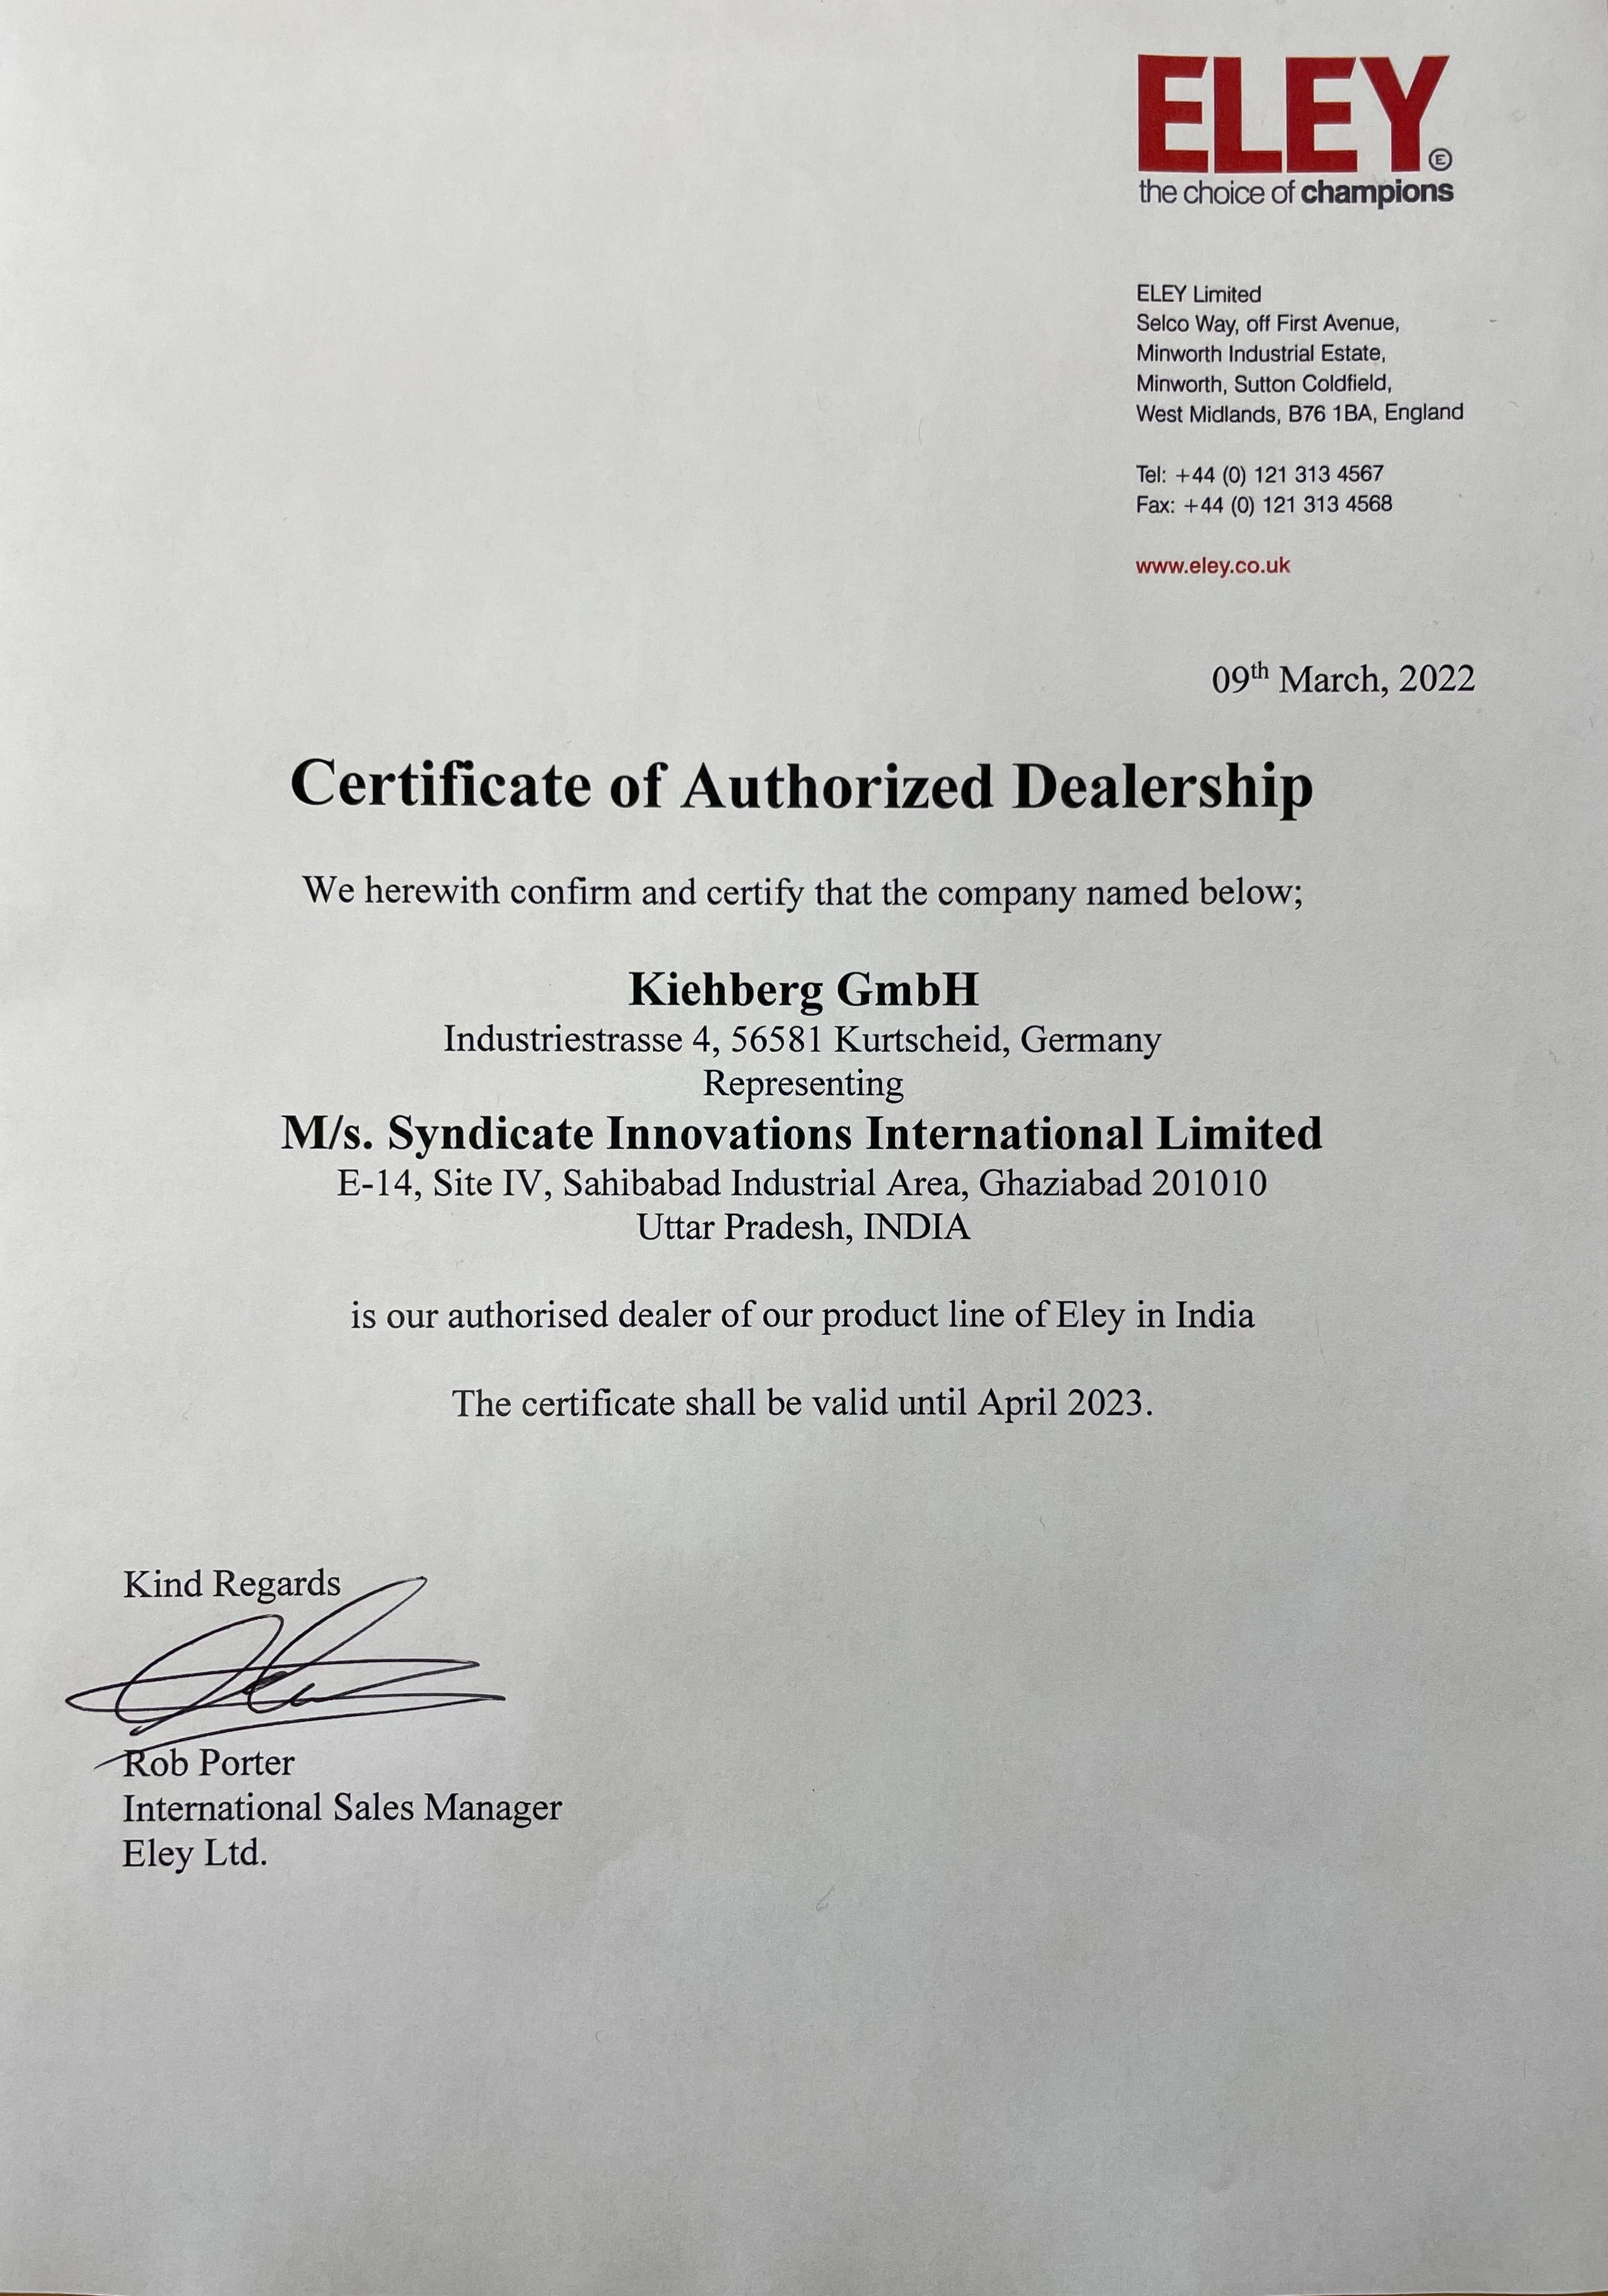 ELEY
Ⓔ
the choice of champions
ELEY Limited
Selco Way, off First Avenue,
Minworth Industrial Estate,
Minworth, Sutton Coldfield,
West Midlands, B76 1BA, England
Tel: +44 (0) 121 313 4567
Fax: +44 (0) 121 313 4568
www.eley.co.uk
09th March, 2022
Certificate of Authorized Dealership
We herewith confirm and certify that the company named below;
Kiehberg GmbH
Industriestrasse 4, 56581 Kurtscheid, Germany
Representing
M/s. Syndicate Innovations International Limited
E-14, Site IV, Sahibabad Industrial Area, Ghaziabad 201010
Uttar Pradesh, INDIA
is our authorised dealer of our product line of Eley in India
The certificate shall be valid until April 2023.
Kind Regards
Rob Porter
International Sales Manager
Eley Ltd.